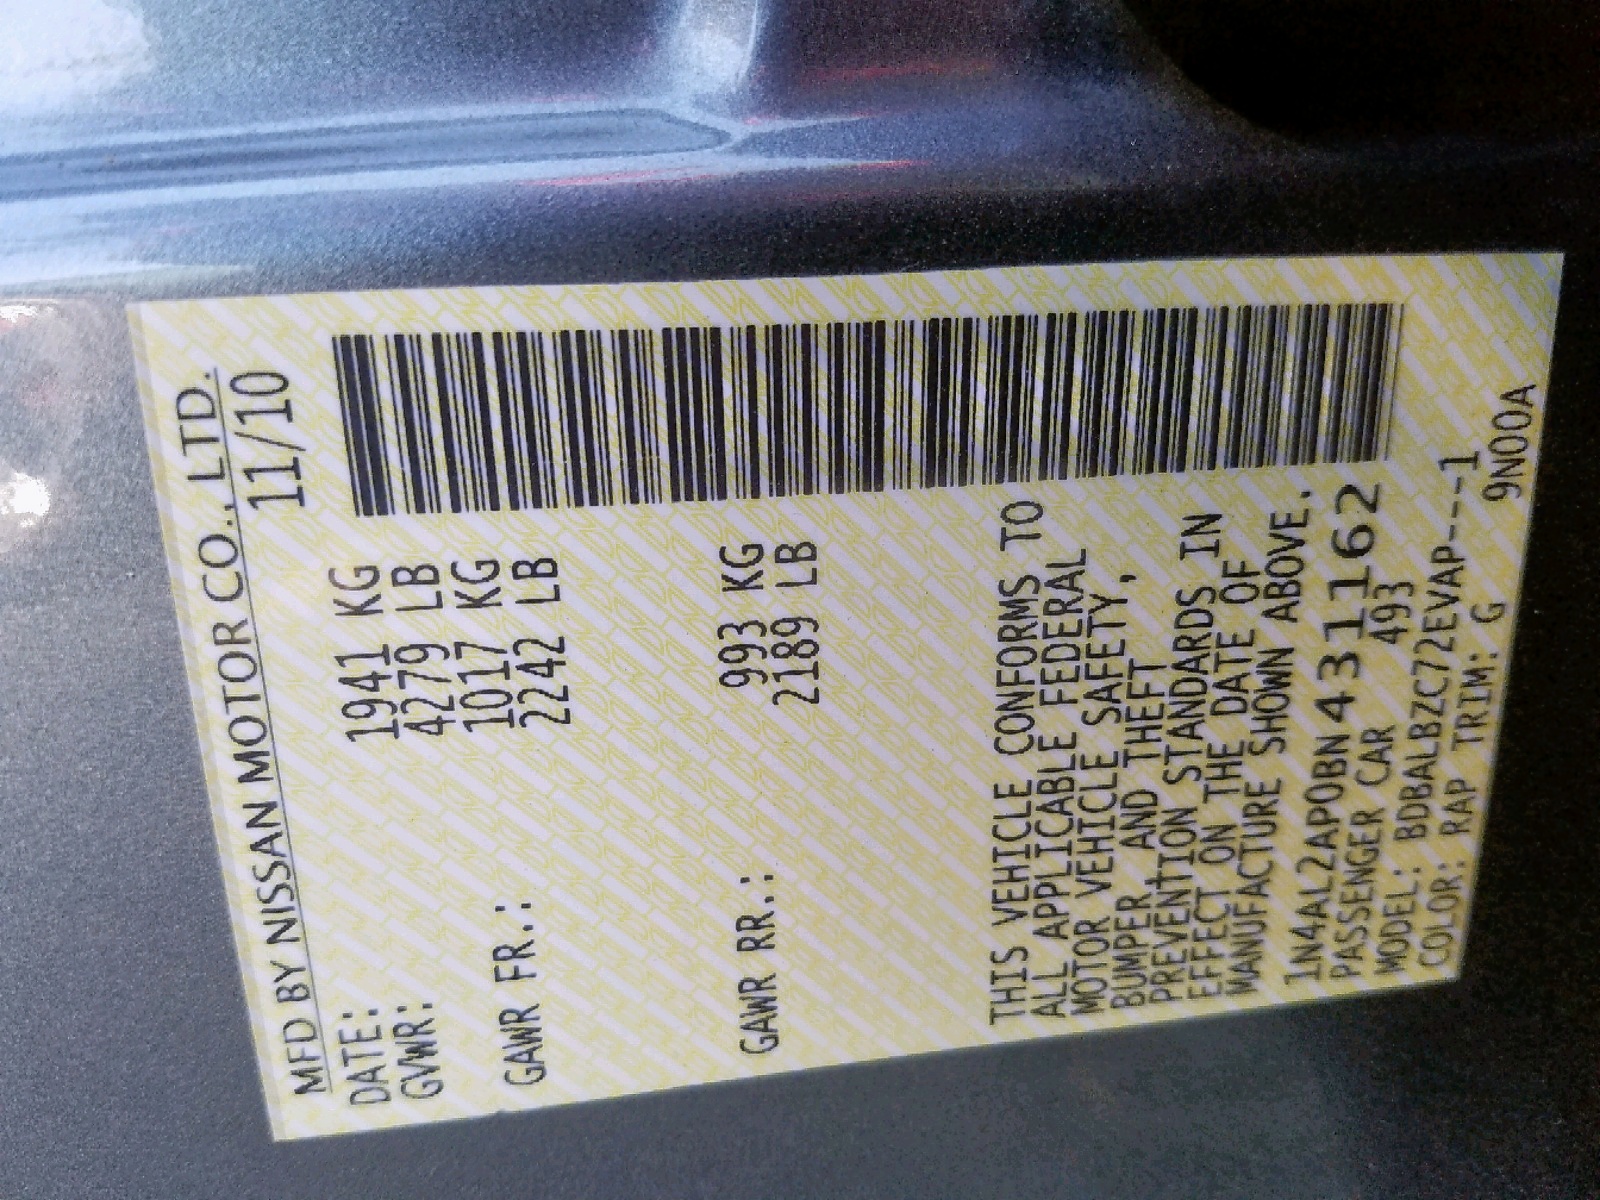 MFD BY NISSAN MOTOR CO., LTD.
DATE: 11/10
GVWR: 1941 KG
4279 LB
GAWR FR.: 1017 KG
2242 LB
GAWR RR.: 993 KG
2189 LB
THIS VEHICLE CONFORMS TO
ALL APPLICABLE FEDERAL
MOTOR VEHICLE SAFETY,
BUMPER, AND THEFT
PREVENTION STANDARDS IN
EFFECT ON THE DATE OF
MANUFACTURE SHOWN ABOVE.
1N4AL2AP0BN431162
PASSENGER CAR 493
MODEL: BDBALBZC72EVAP----1
COLOR: RAP TRIM: G 9N00A